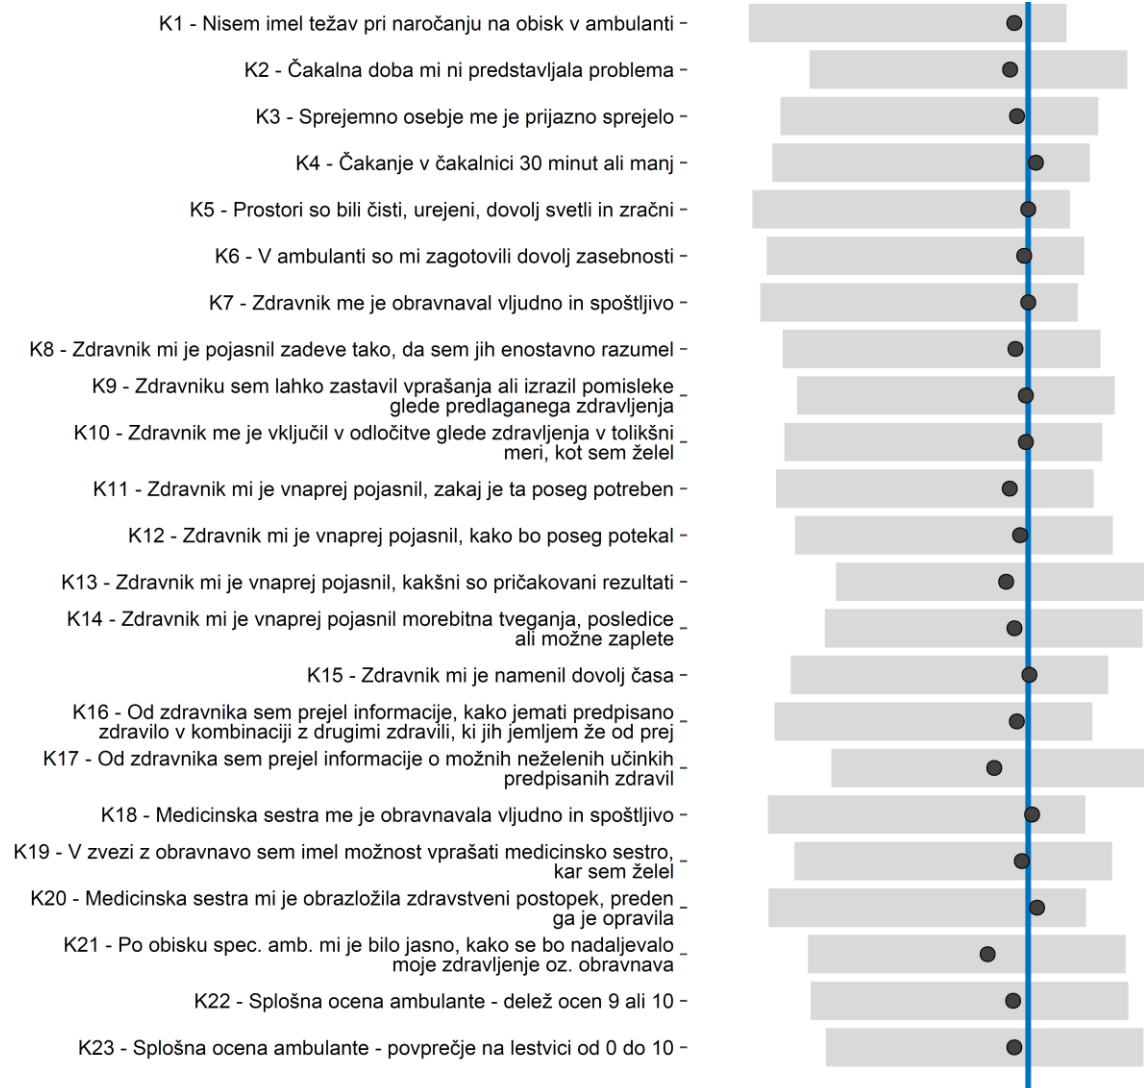 K1 - Nisem imel težav pri naročanju na obisk v ambulanti
K2 - Čakalna doba mi ni predstavljala problema
K3 - Sprejemno osebje me je prijazno sprejelo
K4 - Čakanje v čakalnici 30 minut ali manj
K5 - Prostori so bili čisti, urejeni, dovolj svetli in zračni
K6 - V ambulanti so mi zagotovili dovolj zasebnosti
K7 - Zdravnik me je obravnaval vljudno in spoštljivo
K8 - Zdravnik mi je pojasnil zadeve tako, da sem jih enostavno razumel
K9 - Zdravniku sem lahko zastavil vprašanja ali izrazil pomisleke
glede predlaganega zdravljenja
K10 - Zdravnik me je vključil v odločitve glede zdravljenja v tolikšni
meri, kot sem želel
K11 - Zdravnik mi je vnaprej pojasnil, zakaj je ta poseg potreben
K12 - Zdravnik mi je vnaprej pojasnil, kako bo poseg potekal
K13 - Zdravnik mi je vnaprej pojasnil, kakšni so pričakovani rezultati
K14 - Zdravnik mi je vnaprej pojasnil morebitna tveganja, posledice
ali možne zaplete
K15 - Zdravnik mi je namenil dovolj časa
K16 - Od zdravnika sem prejel informacije, kako jemati predpisano
zdravilo v kombinaciji z drugimi zdravili, ki jih jemljem že od prej
K17 - Od zdravnika sem prejel informacije o možnih neželenih učinkih
predpisanih zdravil
K18 - Medicinska sestra me je obravnavala vljudno in spoštljivo
K19 - V zvezi z obravnavo sem imel možnost vprašati medicinsko sestro,
kar sem želel
K20 - Medicinska sestra mi je obrazložila zdravstveni postopek, preden
ga je opravila
K21 - Po obisku spec. amb. mi je bilo jasno, kako se bo nadaljevalo
moje zdravljenje oz. obravnava
K22 - Splošna ocena ambulante - delež ocen 9 ali 10
K23 - Splošna ocena ambulante - povprečje na lestvici od 0 do 10